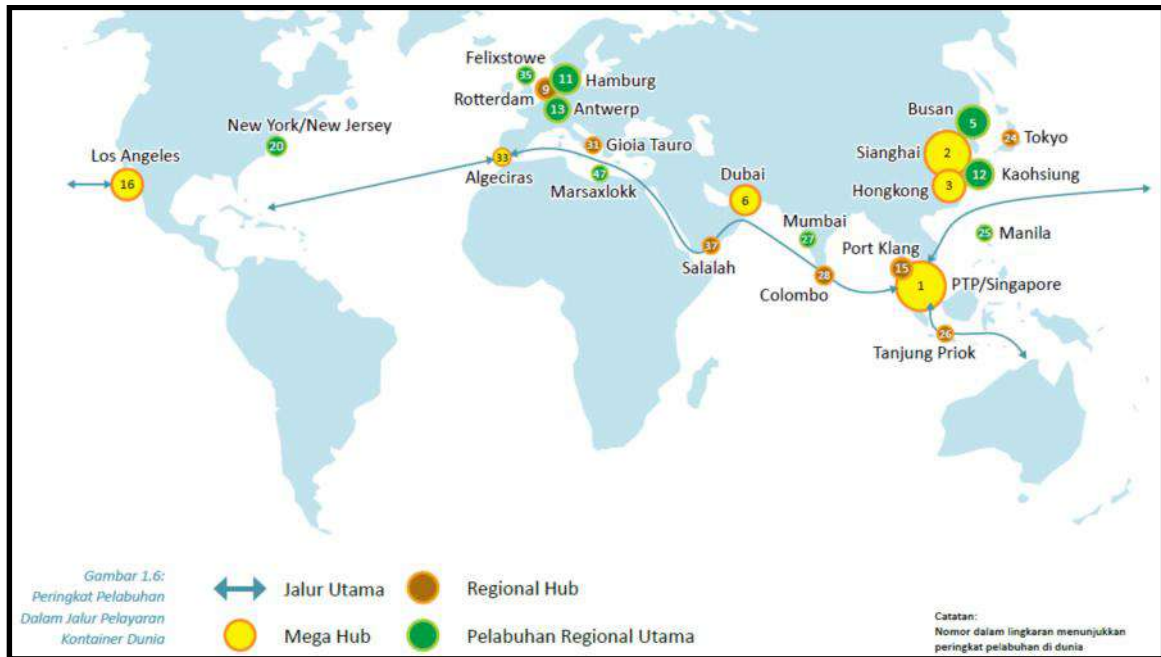 Felixstowe
35
11
Hamburg
9
Rotterdam
13
Antwerp
New York/New Jersey
20
Los Angeles
16
31
Gioia Tauro
33
Algeciras
47
Marsaxlokk
Busan
5
24
Tokyo
Sianghai
2
12
Kaohsiung
Hongkong
3
Dubai
6
Mumbai
27
25
Manila
37
Salalah
Port Klang
15
28
Colombo
1
PTP/Singapore
26
Tanjung Priok
Gambar 1.6:
Peringkat Pelabuhan
Dalam Jalur Pelayaran
Kontainer Dunia
Jalur Utama
Regional Hub
Mega Hub
Pelabuhan Regional Utama
Catatan:
Nomor dalam lingkaran menunjukkan
peringkat pelabuhan di dunia